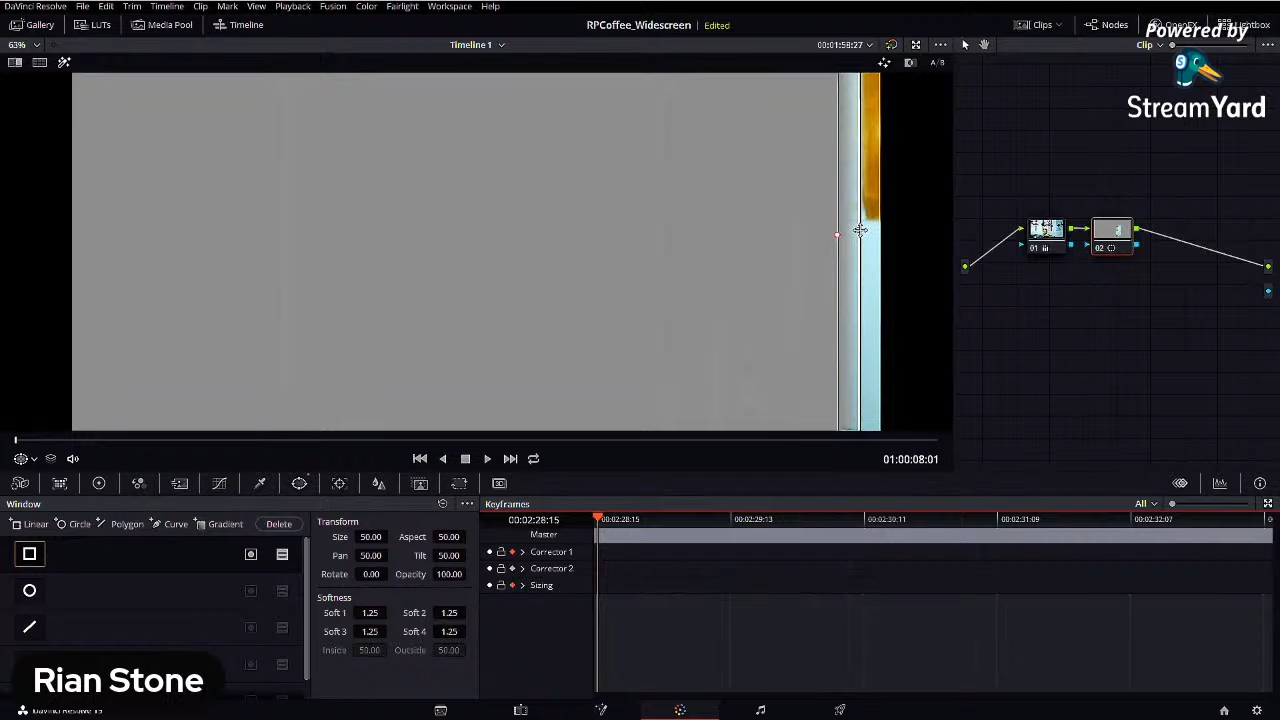 DaVinci Resolve File Edit Trim Timeline Clip Mark View Playback Fusion Color Fairlight Workspace Help
Gallery LUTs Media Pool Timeline RPCoffee_Widescreen Edited Clips Nodes OpenFX Lightbox
Powered by
StreamYard
63% Timeline 1 00:01:58:27 Clip
A/B
01 02
01:00:08:01
Window Keyframes All
Linear Circle Polygon Curve Gradient Delete
Transform
Size 50.00 Aspect 50.00
Pan 50.00 Tilt 50.00
Rotate 0.00 Opacity 100.00
Softness
Soft 1 1.25 Soft 2 1.25
Soft 3 1.25 Soft 4 1.25
Inside 50.00 Outside 50.00
00:02:28:15 00:02:28:15 00:02:29:13 00:02:30:11 00:02:31:09 00:02:32:07 0
Master
Corrector 1
Corrector 2
Sizing
Rian Stone